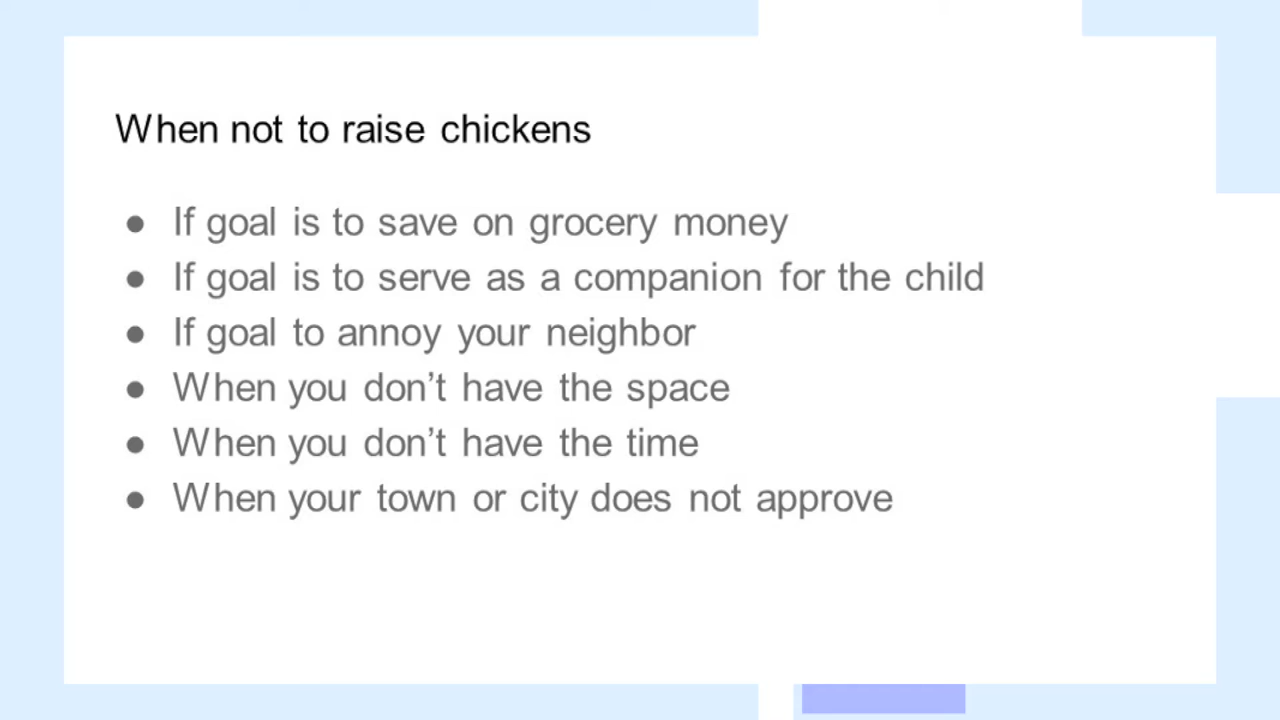 When not to raise chickens
● If goal is to save on grocery money
● If goal is to serve as a companion for the child
● If goal to annoy your neighbor
● When you don’t have the space
● When you don’t have the time
● When your town or city does not approve